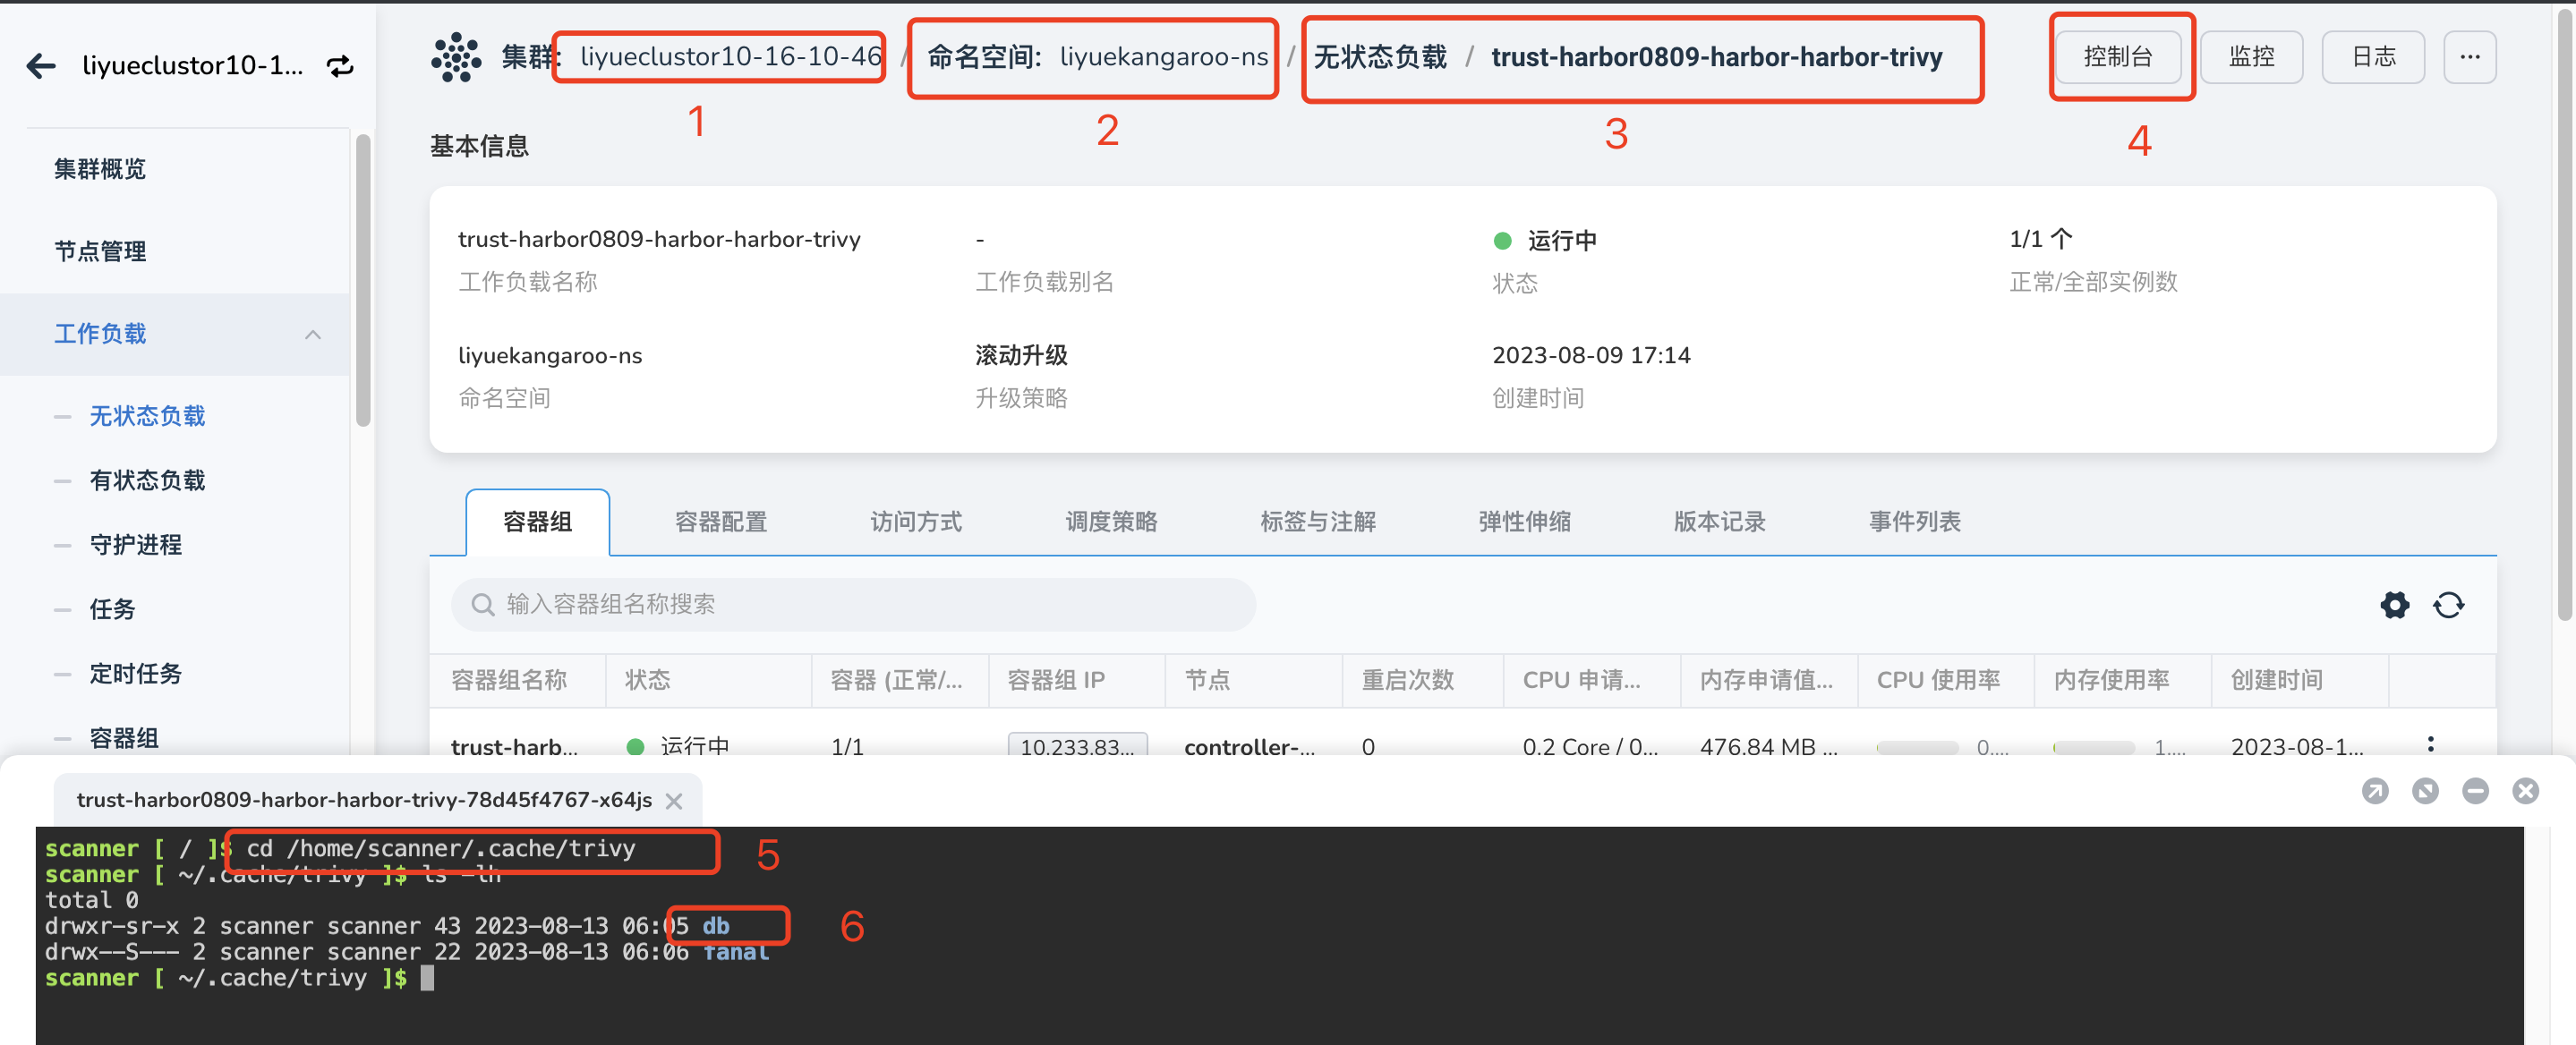 liyueclustor10-1...
集群: liyueclustor10-16-10-46 / 命名空间: liyuekangaroo-ns / 无状态负载 / trust-harbor0809-harbor-harbor-trivy
控制台 监控 日志 ...
1 2 3 4
集群概览
节点管理
工作负载
无状态负载
有状态负载
守护进程
任务
定时任务
容器组
基本信息
trust-harbor0809-harbor-harbor-trivy - 运行中 1/1 个
工作负载名称 工作负载别名 状态 正常/全部实例数
liyuekangaroo-ns 滚动升级 2023-08-09 17:14
命名空间 升级策略 创建时间
容器组 容器配置 访问方式 调度策略 标签与注解 弹性伸缩 版本记录 事件列表
输入容器组名称搜索
容器组名称 状态 容器 (正常/... 容器组 IP 节点 重启次数 CPU 申请... 内存申请值... CPU 使用率 内存使用率 创建时间
trust-harb... 运行中 1/1 10.233.83... controller-... 0 0.2 Core / 0... 476.84 MB ... 0.... 1.... 2023-08-1...
trust-harbor0809-harbor-harbor-trivy-78d45f4767-x64js
scanner [ / ]$ cd /home/scanner/.cache/trivy 5
scanner [ ~/.cache/trivy ]$ ls -lh
total 0
drwxr-sr-x 2 scanner scanner 43 2023-08-13 06:05 db 6
drwx--S--- 2 scanner scanner 22 2023-08-13 06:06 fanal
scanner [ ~/.cache/trivy ]$